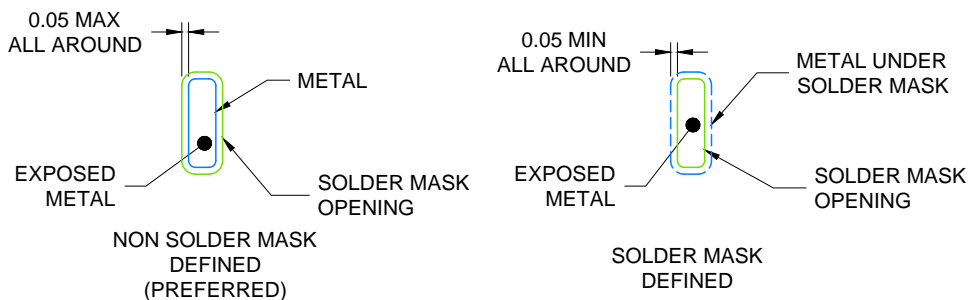 0.05 MAX
ALL AROUND
METAL
EXPOSED
METAL
SOLDER MASK
OPENING
NON SOLDER MASK
DEFINED
(PREFERRED)
0.05 MIN
ALL AROUND
METAL UNDER
SOLDER MASK
EXPOSED
METAL
SOLDER MASK
OPENING
SOLDER MASK
DEFINED